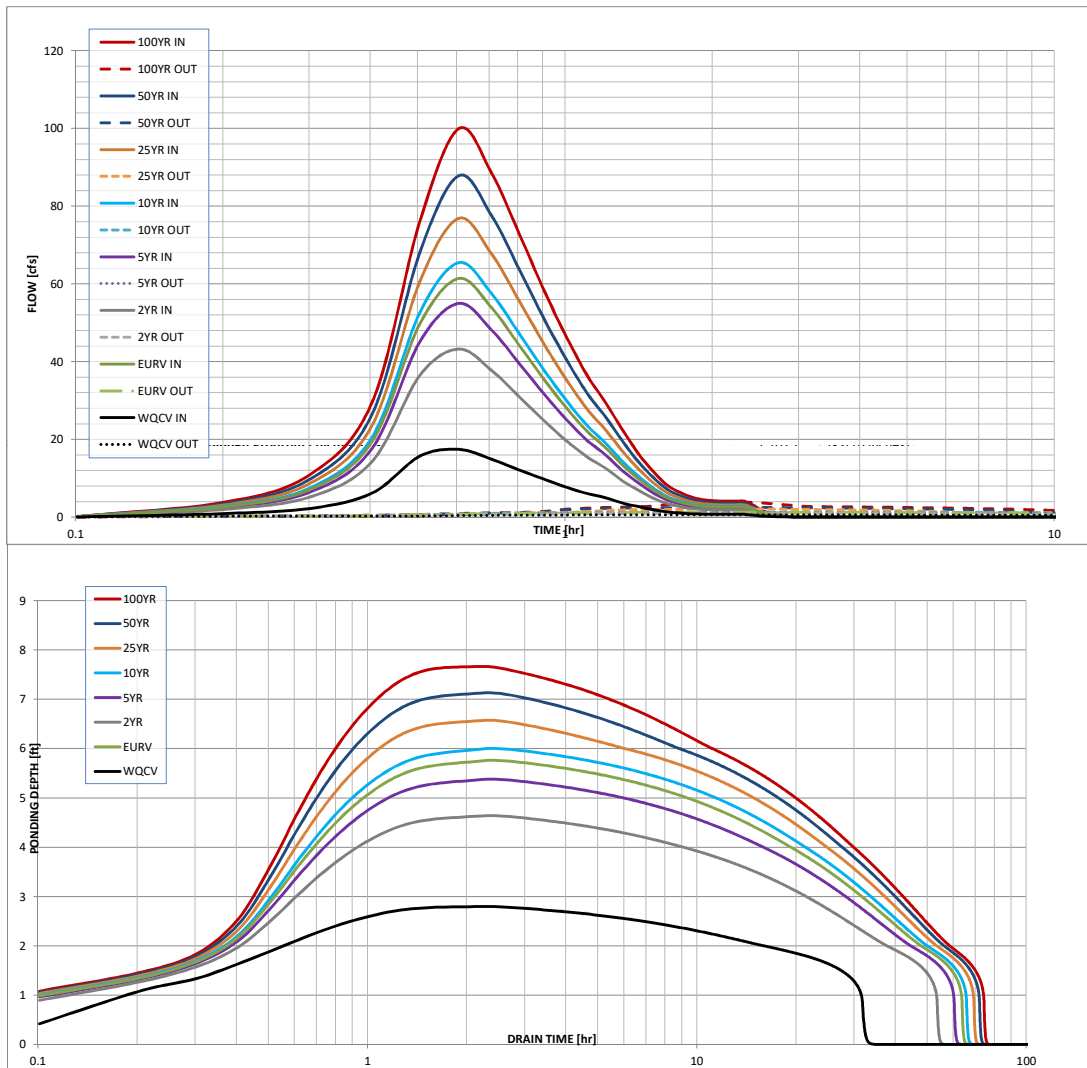 100YR IN
100YR OUT
50YR IN
50YR OUT
25YR IN
25YR OUT
10YR IN
10YR OUT
5YR IN
5YR OUT
2YR IN
2YR OUT
EURV IN
EURV OUT
WQCV IN
WQCV OUT
FLOW [cfs]
120
100
80
60
40
20
0
0.1
1
10
TIME [hr]
100YR
50YR
25YR
10YR
5YR
2YR
EURV
WQCV
PONDING DEPTH [ft]
9
8
7
6
5
4
3
2
1
0
0.1
1
10
100
DRAIN TIME [hr]